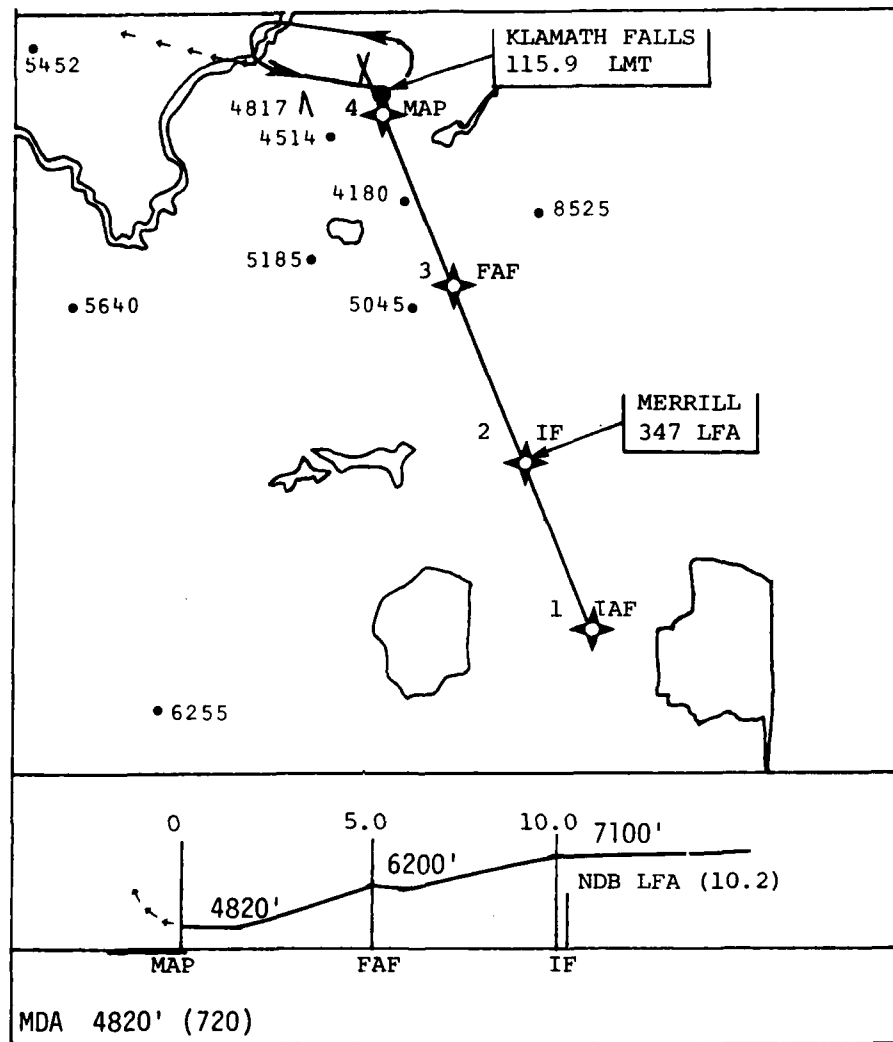 KLAMATH FALLS
115.9 LMT
5452
4817
4 MAP
4514
4180
8525
5185
3 FAF
5640
5045
MERRILL
347 LFA
2 IF
1 IAF
6255
0 5.0 10.0
7100'
6200'
NDB LFA (10.2)
4820'
MAP FAF IF
MDA 4820' (720)